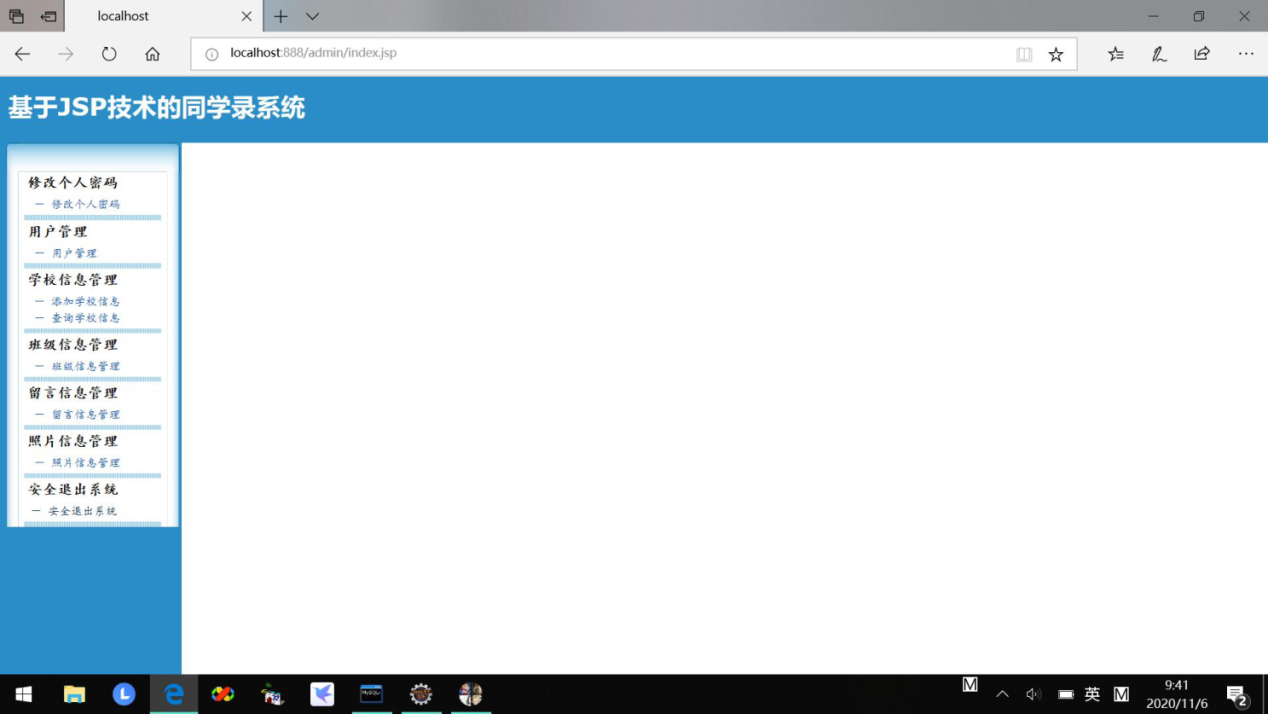 localhost
localhost:888/admin/index.jsp
基于JSP技术的同学录系统
修改个人密码
一 修改个人密码
用户管理
一 用户管理
学校信息管理
一 添加学校信息
一 查询学校信息
班级信息管理
一 班级信息管理
留言信息管理
一 留言信息管理
照片信息管理
一 照片信息管理
安全退出系统
一 安全退出系统
L
MySQL
M
英
M
9:41
2020/11/6
2